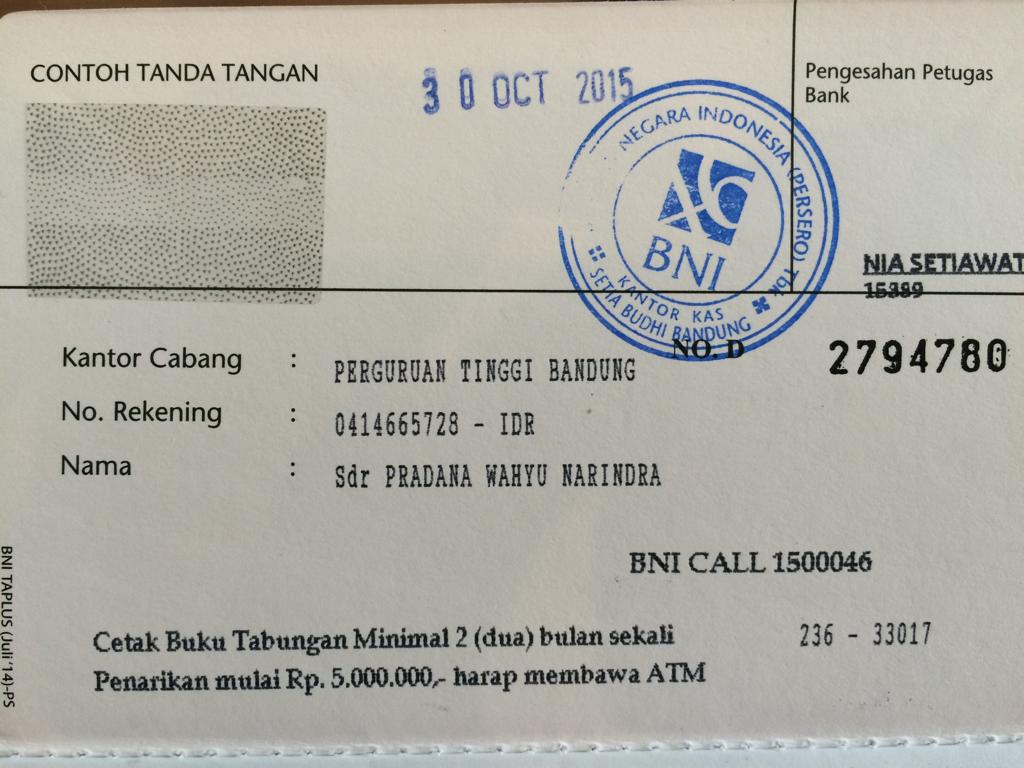 CONTOH TANDA TANGAN
30 OCT 2015
Pengesahan Petugas
Bank
NEGARA INDONESIA (PERSERO) Tbk
BNI
KANTOR KAS
SETIA BUDHI BANDUNG
NIA SETIAWAT
15389
NO. D 2794780
Kantor Cabang : PERGURUAN TINGGI BANDUNG
No. Rekening : 0414665728 - IDR
Nama : Sdr PRADANA WAHYU NARINDRA
BNI CALL 1500046
Cetak Buku Tabungan Minimal 2 (dua) bulan sekali
236 - 33017
Penarikan mulai Rp. 5.000.000,- harap membawa ATM
BNI TAPLUS (Juli'14)-PS